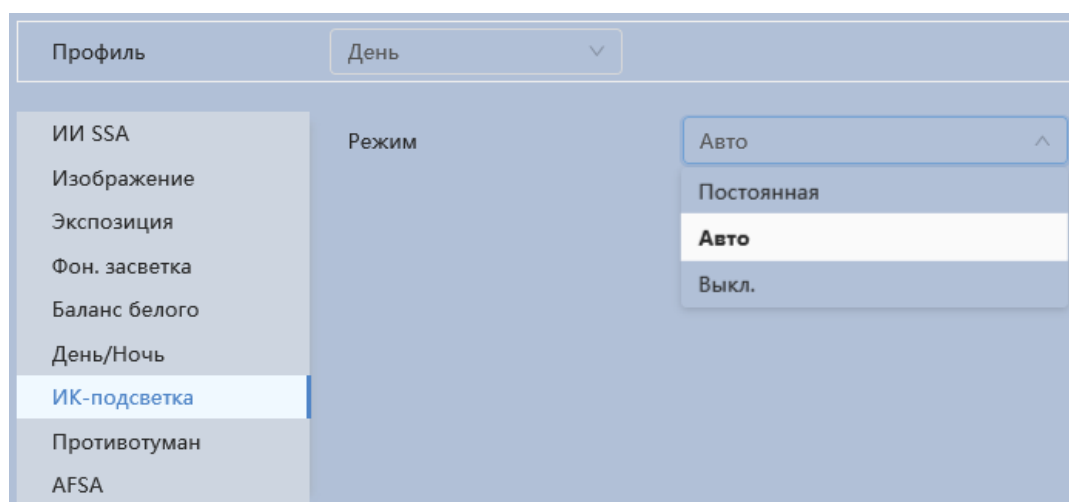 Профиль День
ИИ SSA
Режим Авто
Изображение
Постоянная
Экспозиция
Авто
Фон. засветка
Выкл.
Баланс белого
День/Ночь
ИК-подсветка
Противотуман
AFSA